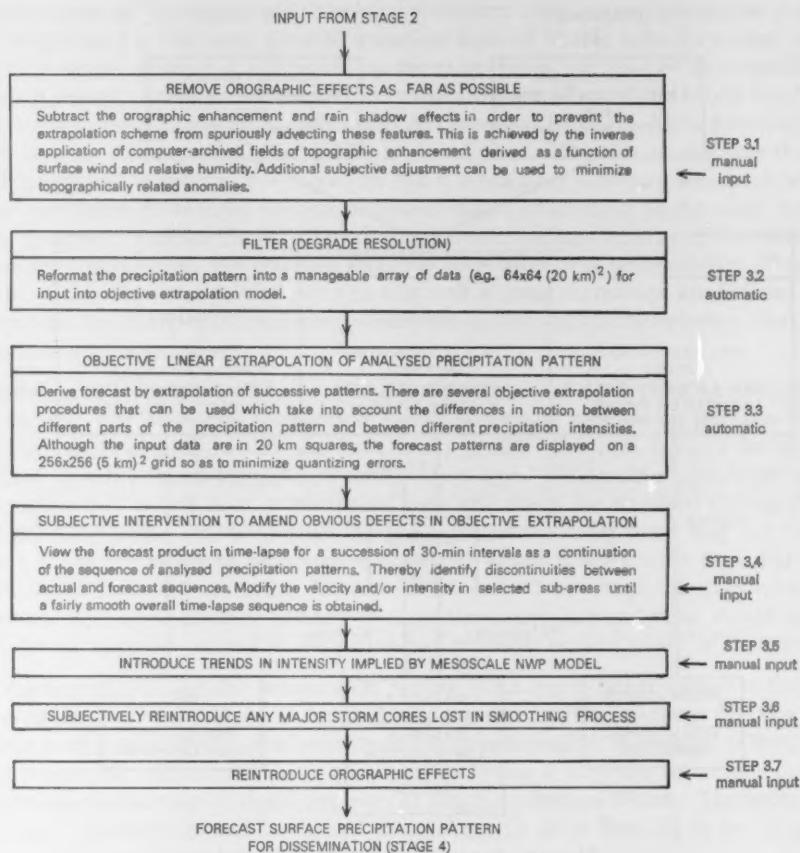 INPUT FROM STAGE 2
REMOVE OROGRAPHIC EFFECTS AS FAR AS POSSIBLE
Subtract the orographic enhancement and rain shadow effects in order to prevent the
extrapolation scheme from spuriously advecting these features. This is achieved by the inverse
application of computer-archived fields of topographic enhancement derived as a function of
surface wind and relative humidity. Additional subjective adjustment can be used to minimize
topographically related anomalies.
STEP 3.1
manual
input
FILTER (DEGRADE RESOLUTION)
Reformat the precipitation pattern into a manageable array of data (e.g. 64x64 (20 km)²) for
input into objective extrapolation model.
STEP 3.2
automatic
OBJECTIVE LINEAR EXTRAPOLATION OF ANALYSED PRECIPITATION PATTERN
Derive forecast by extrapolation of successive patterns. There are several objective extrapolation
procedures that can be used which take into account the differences in motion between
different parts of the precipitation pattern and between different precipitation intensities.
Although the input data are in 20 km squares, the forecast patterns are displayed on a
256x256 (5 km)² grid so as to minimize quantizing errors.
STEP 3.3
automatic
SUBJECTIVE INTERVENTION TO AMEND OBVIOUS DEFECTS IN OBJECTIVE EXTRAPOLATION
View the forecast product in time-lapse for a succession of 30-min intervals as a continuation
of the sequence of analysed precipitation patterns. Thereby identify discontinuities between
actual and forecast sequences. Modify the velocity and/or intensity in selected sub-areas until
a fairly smooth overall time-lapse sequence is obtained.
STEP 3.4
manual
input
INTRODUCE TRENDS IN INTENSITY IMPLIED BY MESOSCALE NWP MODEL
STEP 3.5
manual input
SUBJECTIVELY REINTRODUCE ANY MAJOR STORM CORES LOST IN SMOOTHING PROCESS
STEP 3.6
manual input
REINTRODUCE OROGRAPHIC EFFECTS
STEP 3.7
manual input
FORECAST SURFACE PRECIPITATION PATTERN
FOR DISSEMINATION (STAGE 4)